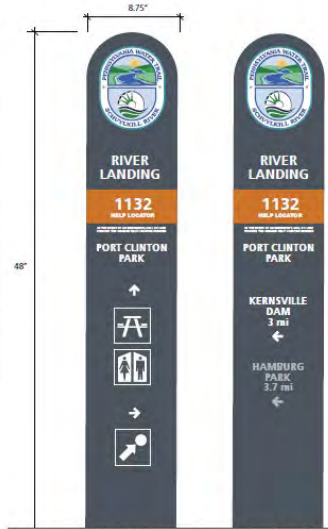 8.75"
48"
PENNSYLVANIA WATER TRAIL
SCHUYLKILL RIVER
RIVER
LANDING
1132
HELP LOCATOR
PORT CLINTON
PARK
PENNSYLVANIA WATER TRAIL
SCHUYLKILL RIVER
RIVER
LANDING
1132
HELP LOCATOR
PORT CLINTON
PARK
KERNSVILLE
DAM
3 mi
HAMBURG
PARK
3.7 mi